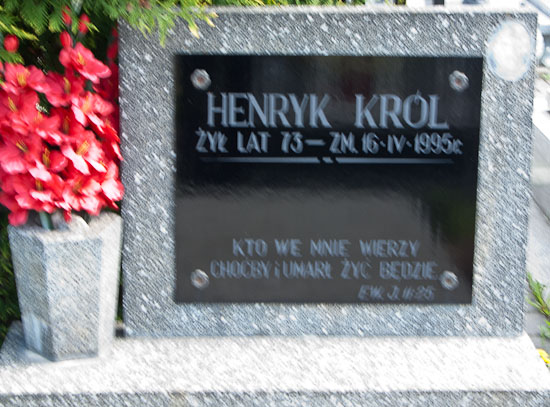 HENRYK KRÓL
ŻYŁ LAT 73 — ZM. 16·IV·1995r.
KTO WE MNIE WIERZY
CHOĆBY i UMARŁ ŻYĆ BĘDZIE
EW. J. 11:25